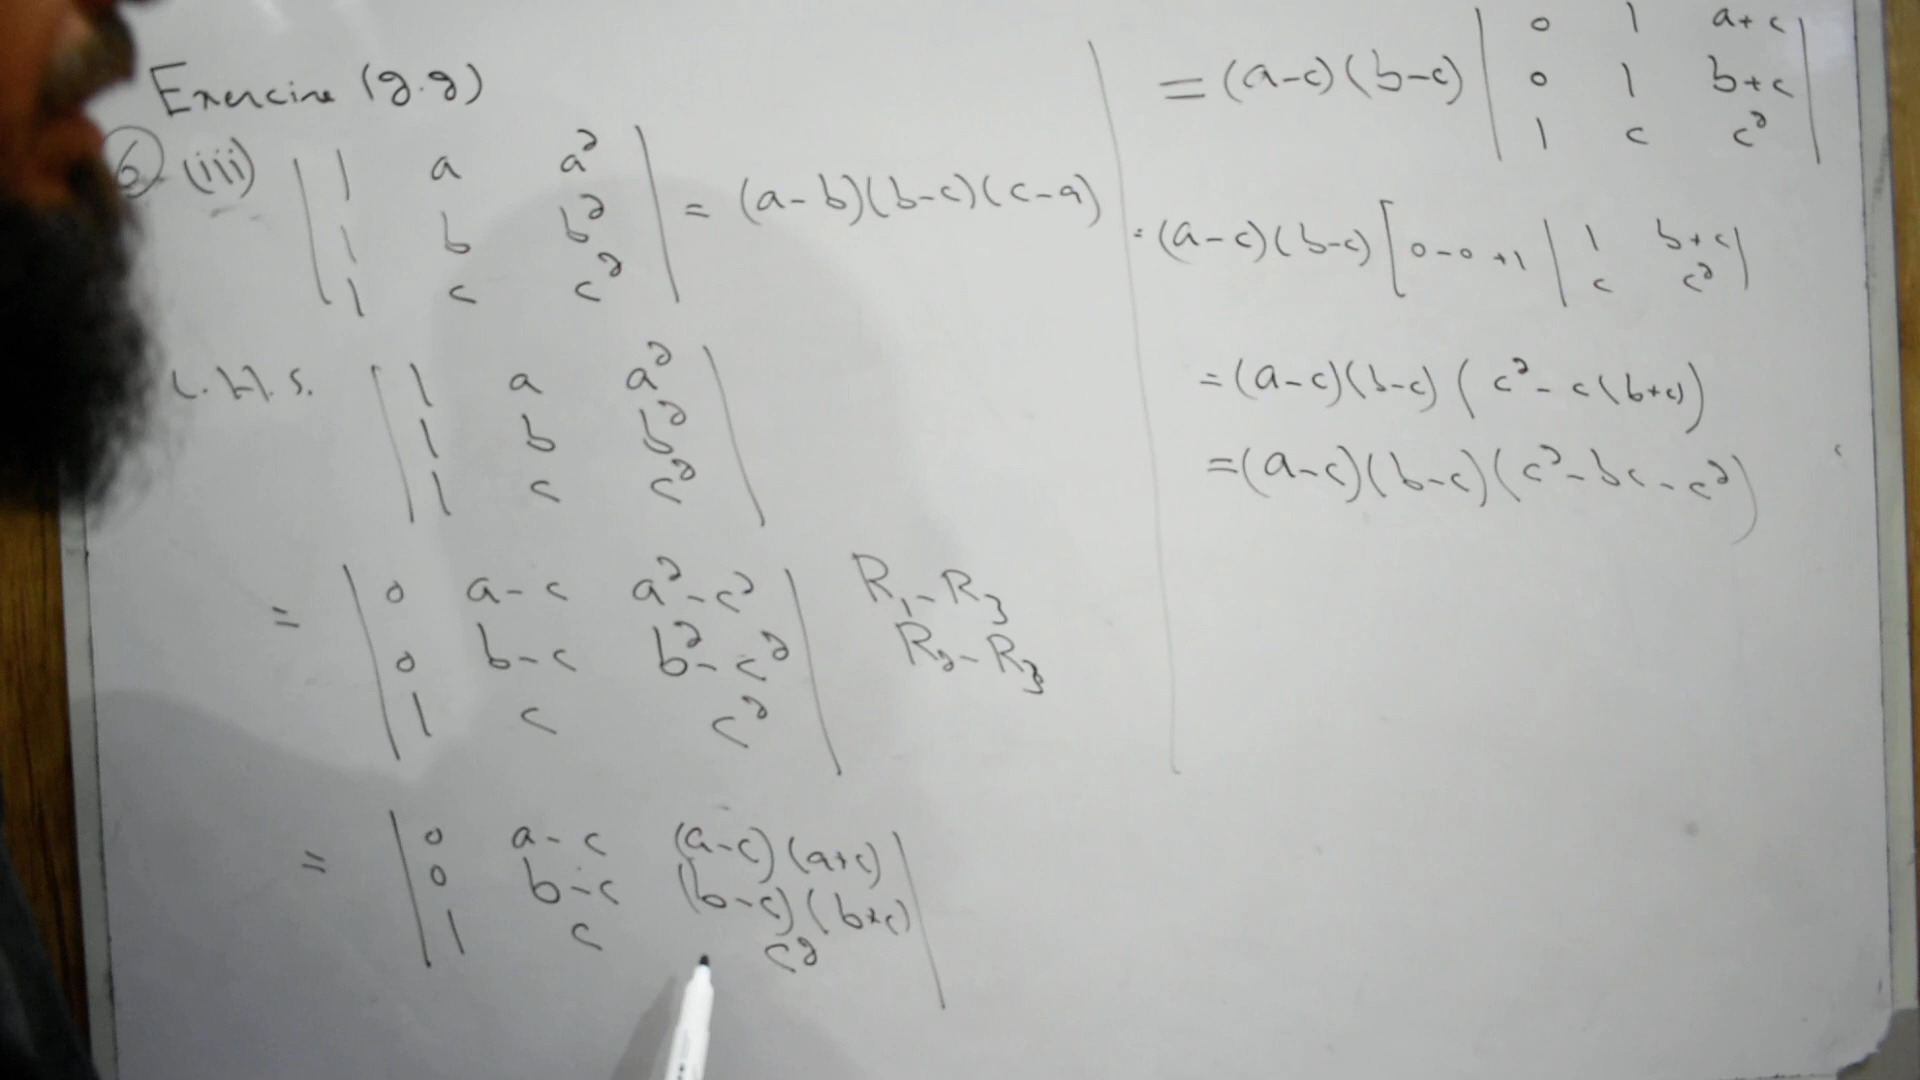 Exercise (9.9)
6 (iii) | 1 a a² |
| 1 b b² | = (a-b)(b-c)(c-a)
| 1 c c² |
L.H.S. | 1 a a² |
| 1 b b² |
| 1 c c² |
= | 0 a-c a²-c² | R₁-R₃
| 0 b-c b²-c² | R₂-R₃
| 1 c c² |
= | 0 a-c (a-c)(a+c) |
| 0 b-c (b-c)(b+c) |
| 1 c c² |
| 0 1 a+c |
= (a-c)(b-c) | 0 1 b+c |
| 1 c c² |
= (a-c)(b-c) [0-0+1 | 1 b+c |
| c c² |
= (a-c)(b-c) (c²-c(b+c))
= (a-c)(b-c)(c²-bc-c²)